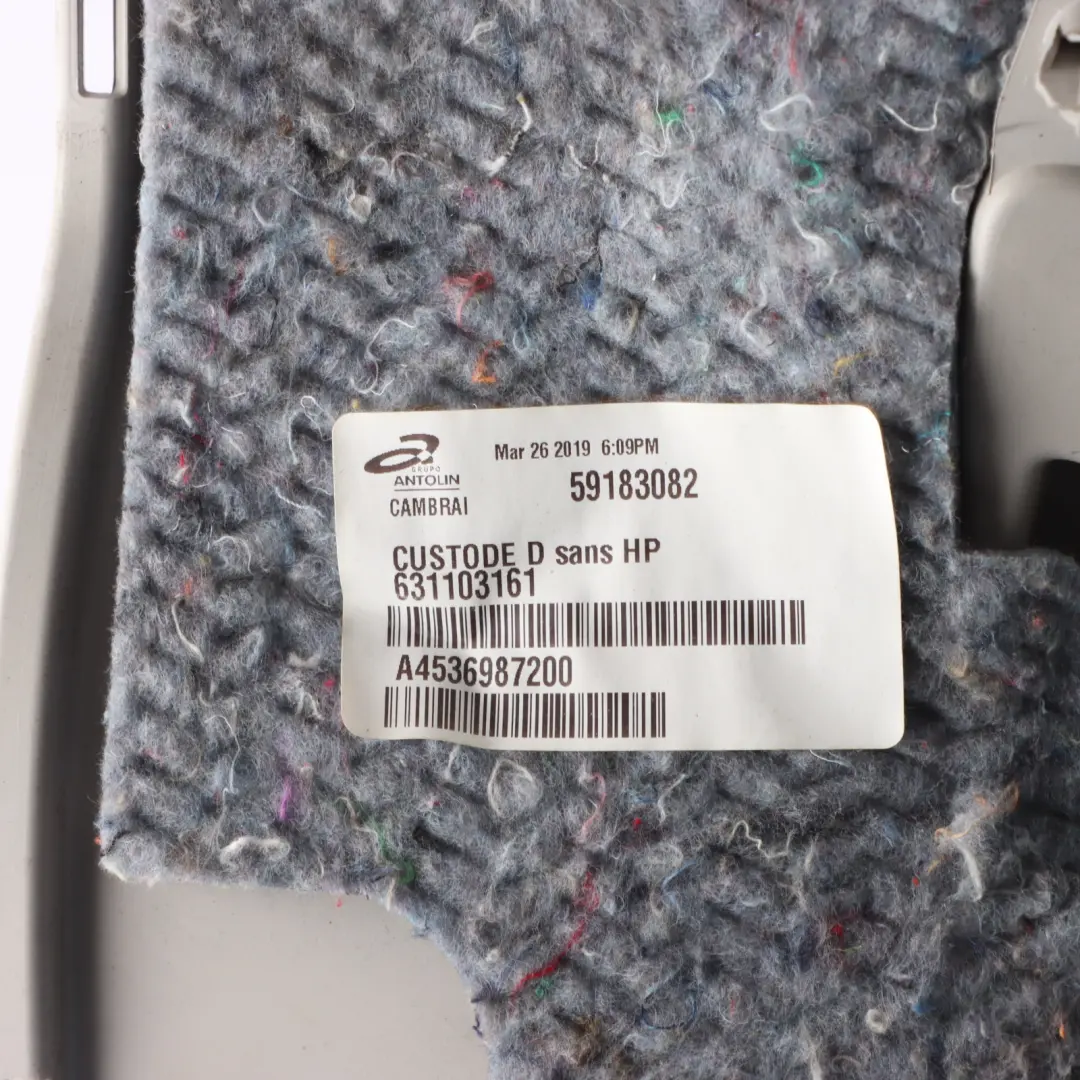 GRUPO
ANTOLIN
CAMBRAI
Mar 26 2019 6:09PM
59183082
CUSTODE D sans HP
631103161
A4536987200